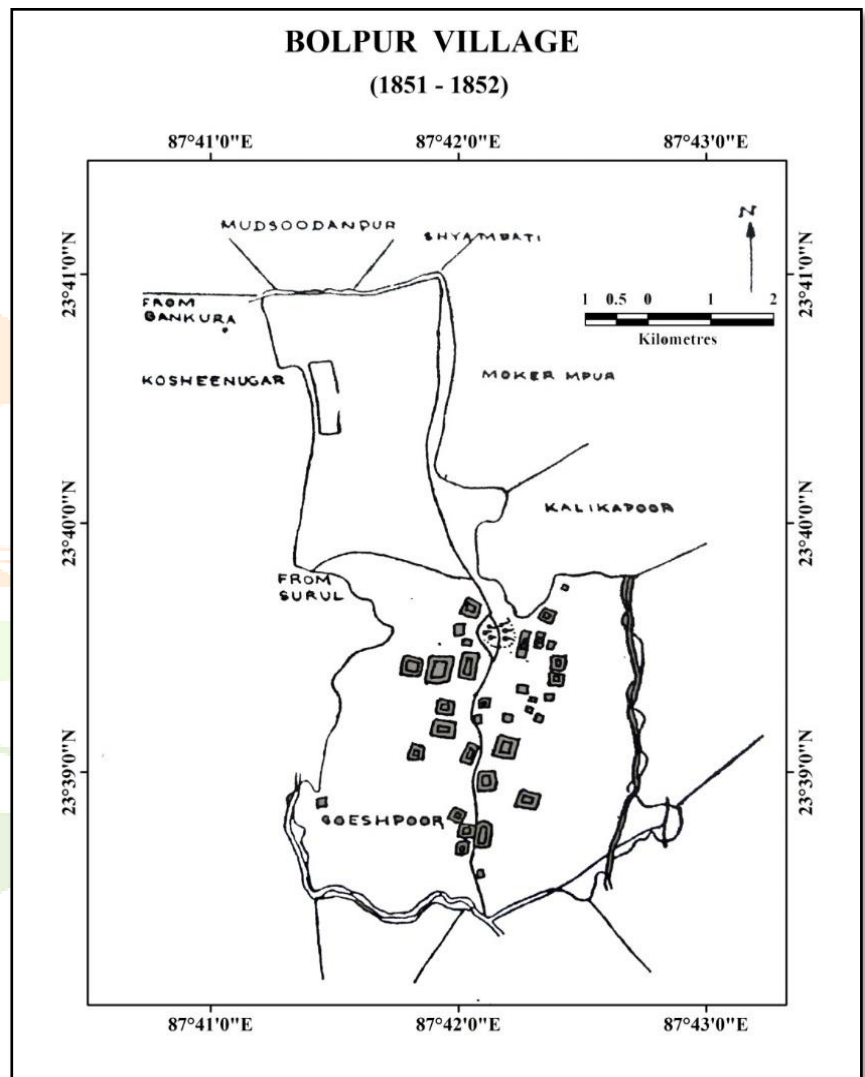 BOLPUR VILLAGE
(1851 - 1852)
87°41'0"E 87°42'0"E 87°43'0"E
MUDSOODANPUR
SHYAMBATI
N
23°41'0"N 23°41'0"N
FROM
BANKURA
1 0.5 0 1 2
Kilometres
KOSHEENUGAR
MOKER MPUR
23°40'0"N 23°40'0"N
KALIKAPOOR
FROM
SURUL
23°39'0"N 23°39'0"N
GOESHPOOR
87°41'0"E 87°42'0"E 87°43'0"E